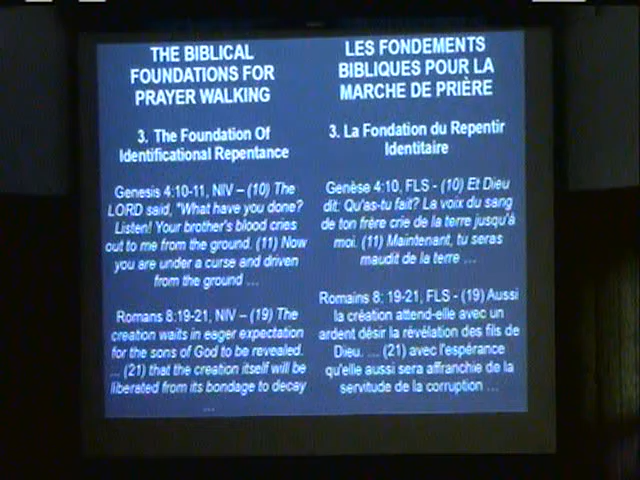 THE BIBLICAL
FOUNDATIONS FOR
PRAYER WALKING
3. The Foundation Of
Identificational Repentance
Genesis 4:10-11, NIV – (10) The
LORD said, "What have you done?
Listen! Your brother's blood cries
out to me from the ground. (11) Now
you are under a curse and driven
from the ground ...
Romans 8:19-21, NIV – (19) The
creation waits in eager expectation
for the sons of God to be revealed.
... (21) that the creation itself will be
liberated from its bondage to decay
...
LES FONDEMENTS
BIBLIQUES POUR LA
MARCHE DE PRIÈRE
3. La Fondation du Repentir
Identitaire
Genèse 4:10, FLS - (10) Et Dieu
dit: Qu'as-tu fait? La voix du sang
de ton frère crie de la terre jusqu'à
moi. (11) Maintenant, tu seras
maudit de la terre ...
Romains 8: 19-21, FLS - (19) Aussi
la création attend-elle avec un
ardent désir la révélation des fils de
Dieu. ... (21) avec l'espérance
qu'elle aussi sera affranchie de la
servitude de la corruption ...